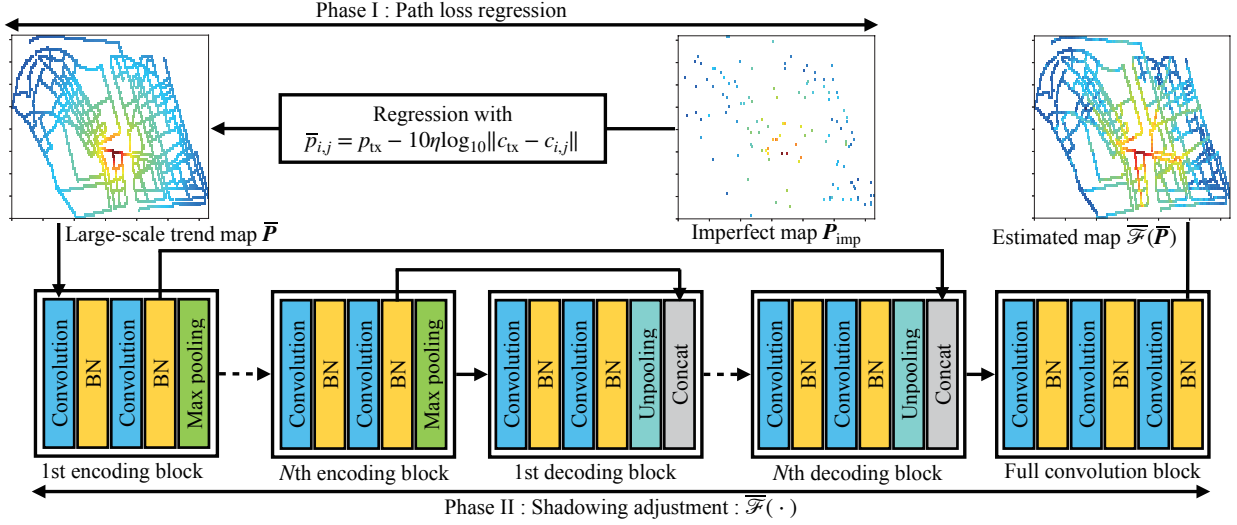 Phase I : Path loss regression
Regression with
p̅ᵢ,ⱼ = pₜₓ − 10ηlog₁₀||cₜₓ − cᵢ,ⱼ||
Large-scale trend map P̅
Imperfect map P_imp
Estimated map ℱ̅(P̅)
Convolution
BN
Convolution
BN
Max pooling
Convolution
BN
Convolution
BN
Max pooling
Convolution
BN
Convolution
BN
Unpooling
Concat
Convolution
BN
Convolution
BN
Unpooling
Concat
Convolution
BN
Convolution
BN
Convolution
BN
1st encoding block
Nth encoding block
1st decoding block
Nth decoding block
Full convolution block
Phase II : Shadowing adjustment : ℱ̅( · )